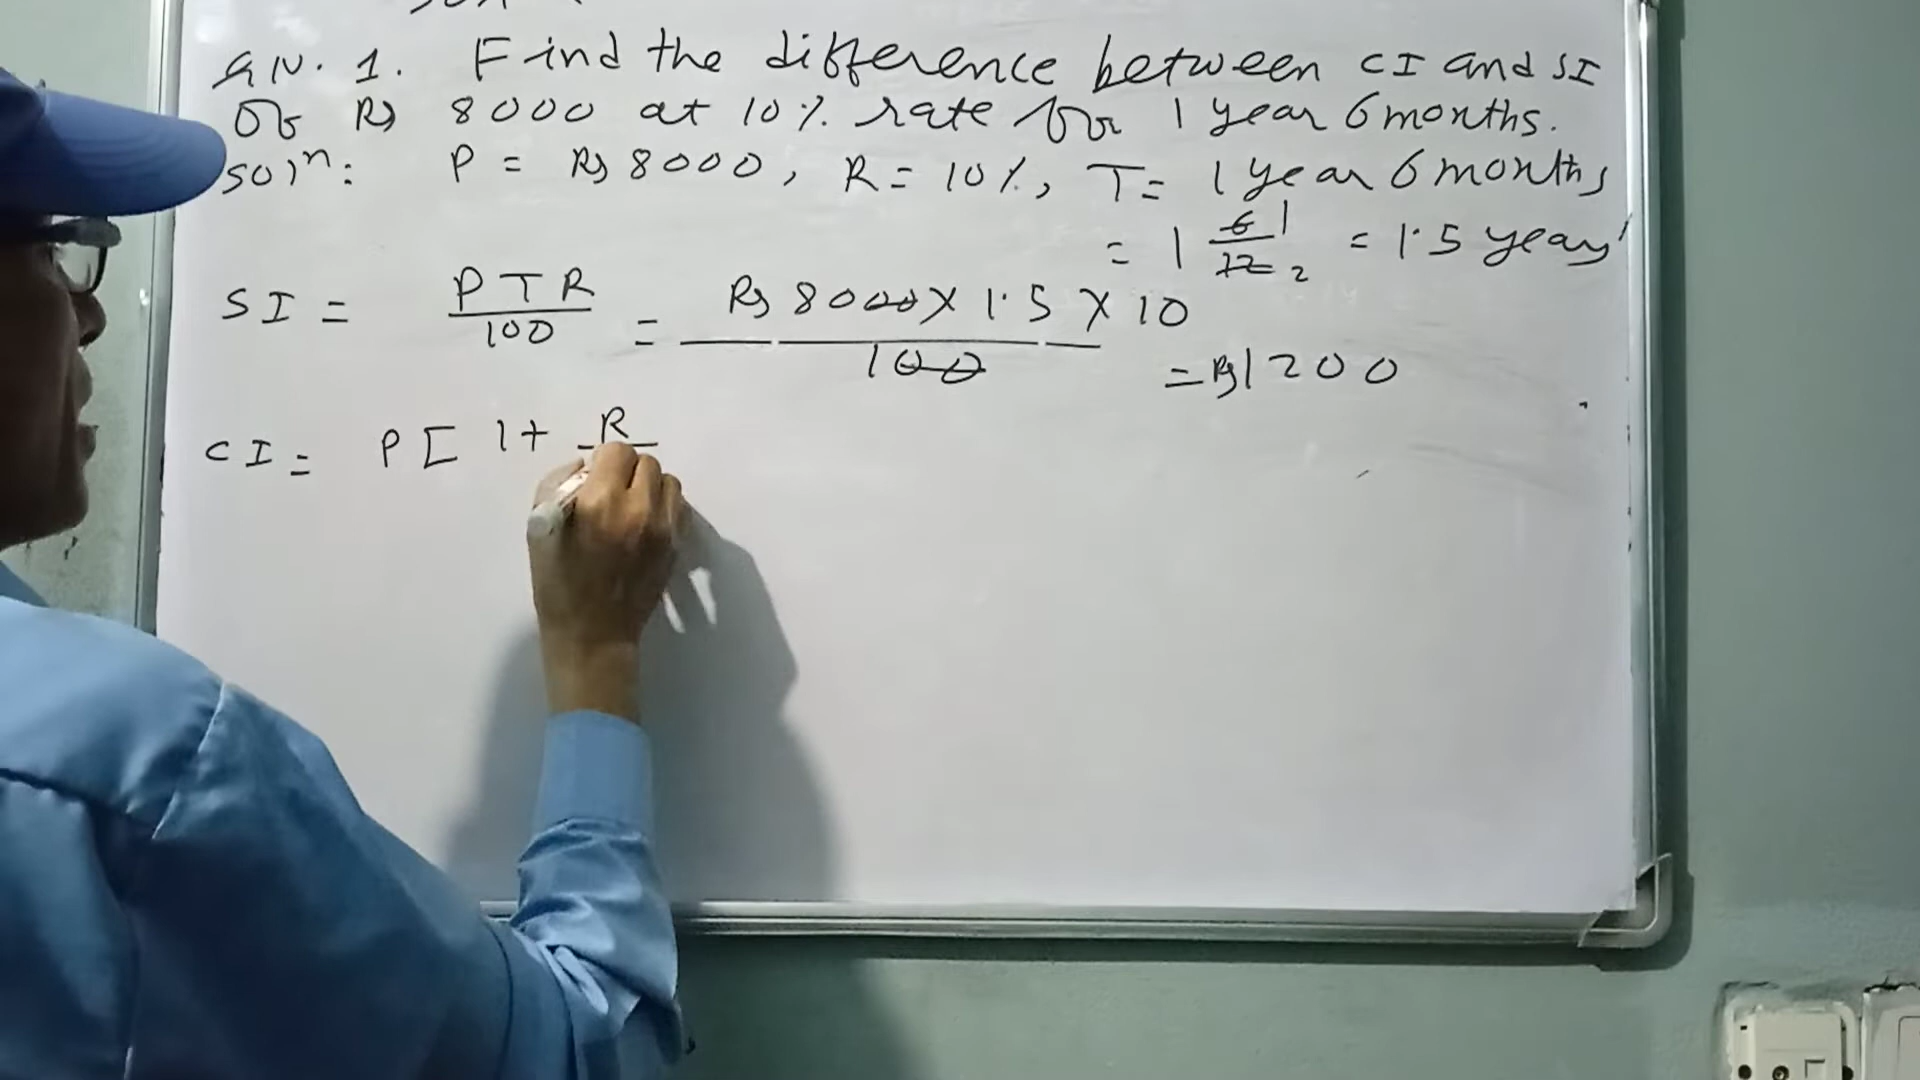 Q.N. 1. Find the difference between CI and SI
Of Rs 8000 at 10% rate for 1 year 6 months.
Solⁿ: P = Rs 8000, R = 10%, T = 1 year 6 months
= 1 6/12 1/2 = 1.5 years
SI = PTR/100 = Rs 8000 X 1.5 X 10/100 = Rs 1200
CI = P [ 1 + R